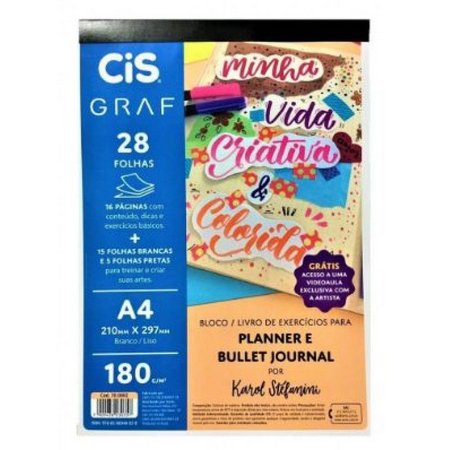 CiS
GRAF
28
FOLHAS
16 PÁGINAS com
conteúdo, dicas e
exercícios básicos.
+
15 FOLHAS BRANCAS
E 5 FOLHAS PRETAS
para treinar e criar
suas artes.
A4
210MM X 297MM
Branco / Liso
180 G/M²
minha
Vida
Criativa
&
Colorida
GRÁTIS
ACESSO A UMA
VIDEOAULA
EXCLUSIVA COM
A ARTISTA
BLOCO / LIVRO DE EXERCÍCIOS PARA
PLANNER E
BULLET JOURNAL
POR
Karol Stefanini